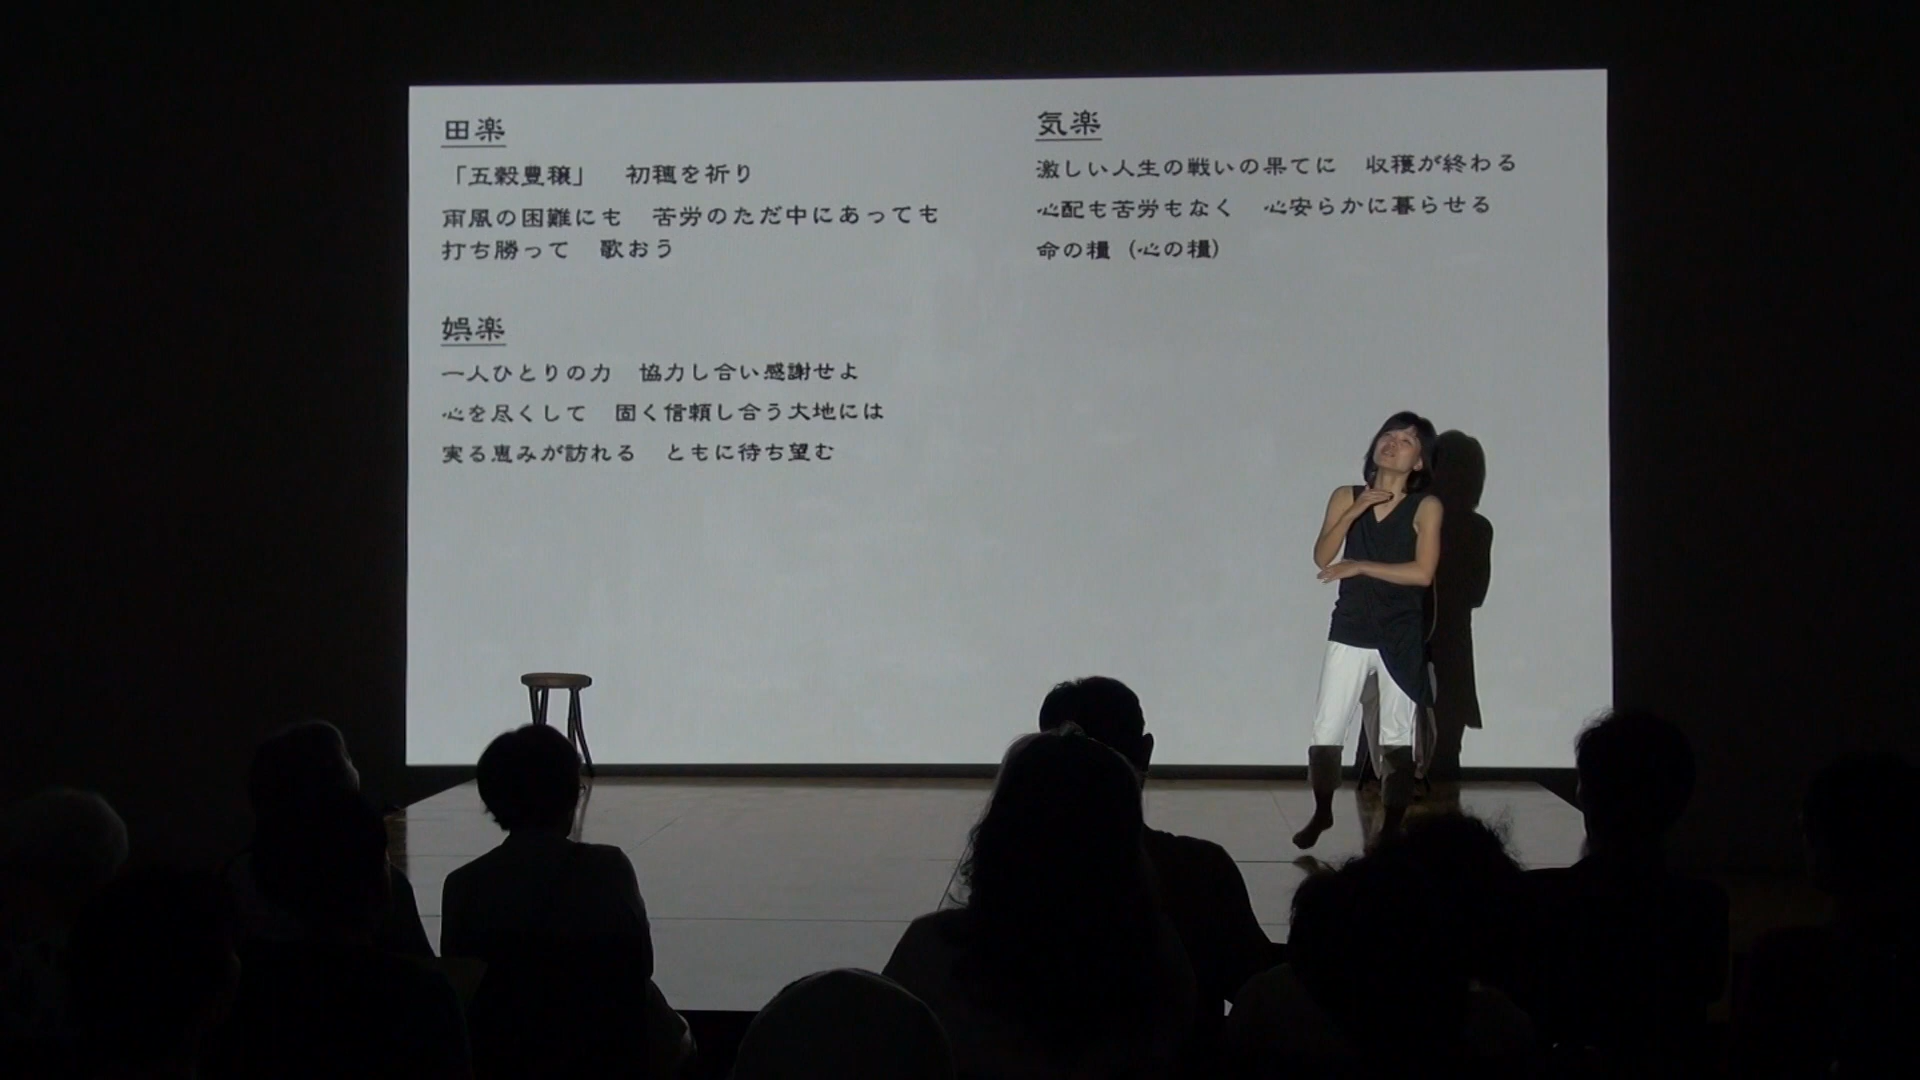 田楽
「五穀豊穣」　初穂を祈り
雨風の困難にも　苦労のただ中にあっても
打ち勝って　歌おう
娯楽
一人ひとりの力　協力し合い感謝せよ
心を尽くして　固く信頼し合う大地には
実る恵みが訪れる　ともに待ち望む
気楽
激しい人生の戦いの果てに　収穫が終わる
心配も苦労もなく　心安らかに暮らせる
命の糧（心の糧）